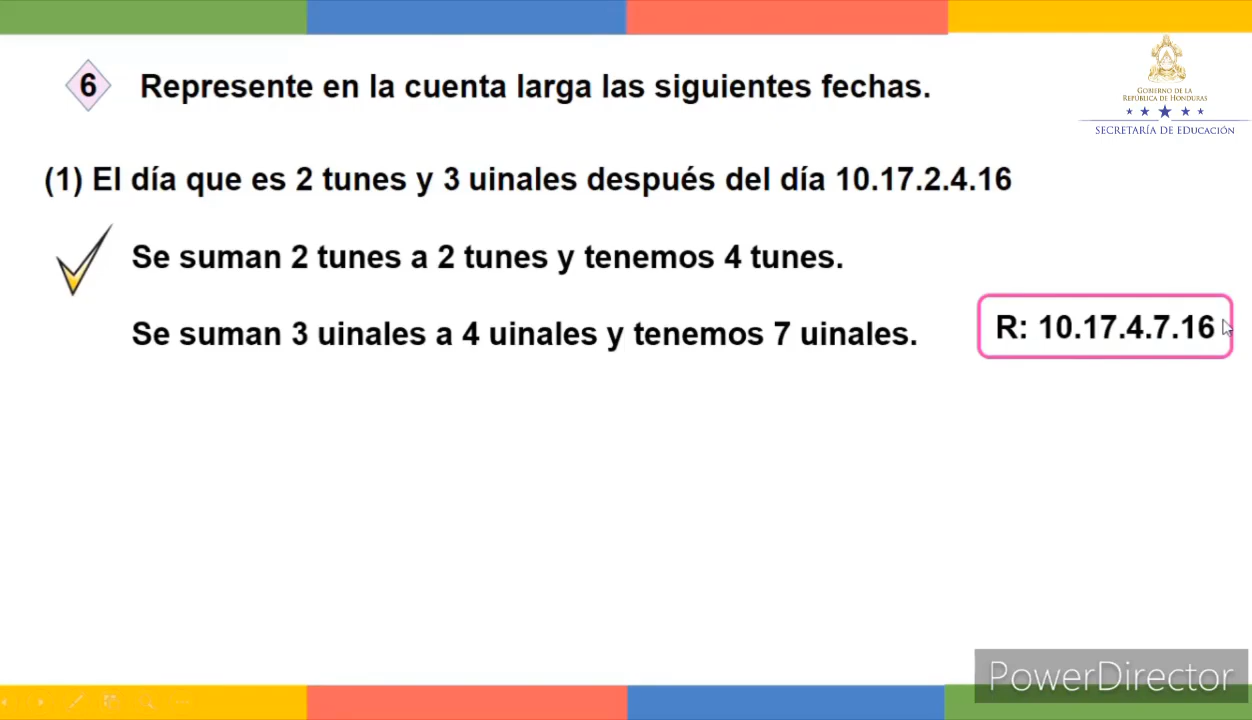 6 Represente en la cuenta larga las siguientes fechas.
GOBIERNO DE LA
REPÚBLICA DE HONDURAS
SECRETARÍA DE EDUCACIÓN
(1) El día que es 2 tunes y 3 uinales después del día 10.17.2.4.16
Se suman 2 tunes a 2 tunes y tenemos 4 tunes.
Se suman 3 uinales a 4 uinales y tenemos 7 uinales.
R: 10.17.4.7.16
PowerDirector